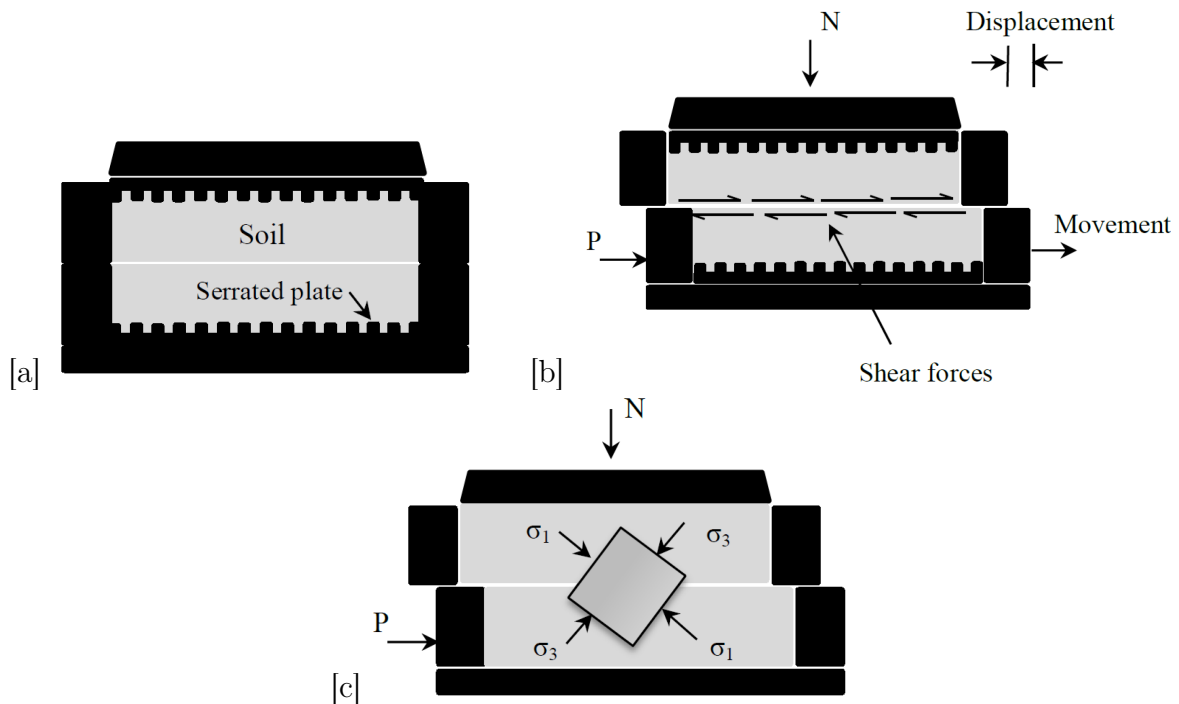 Soil
Serrated plate
[a]
N
Displacement
P
Movement
Shear forces
[b]
N
σ1
σ3
P
σ3
σ1
[c]